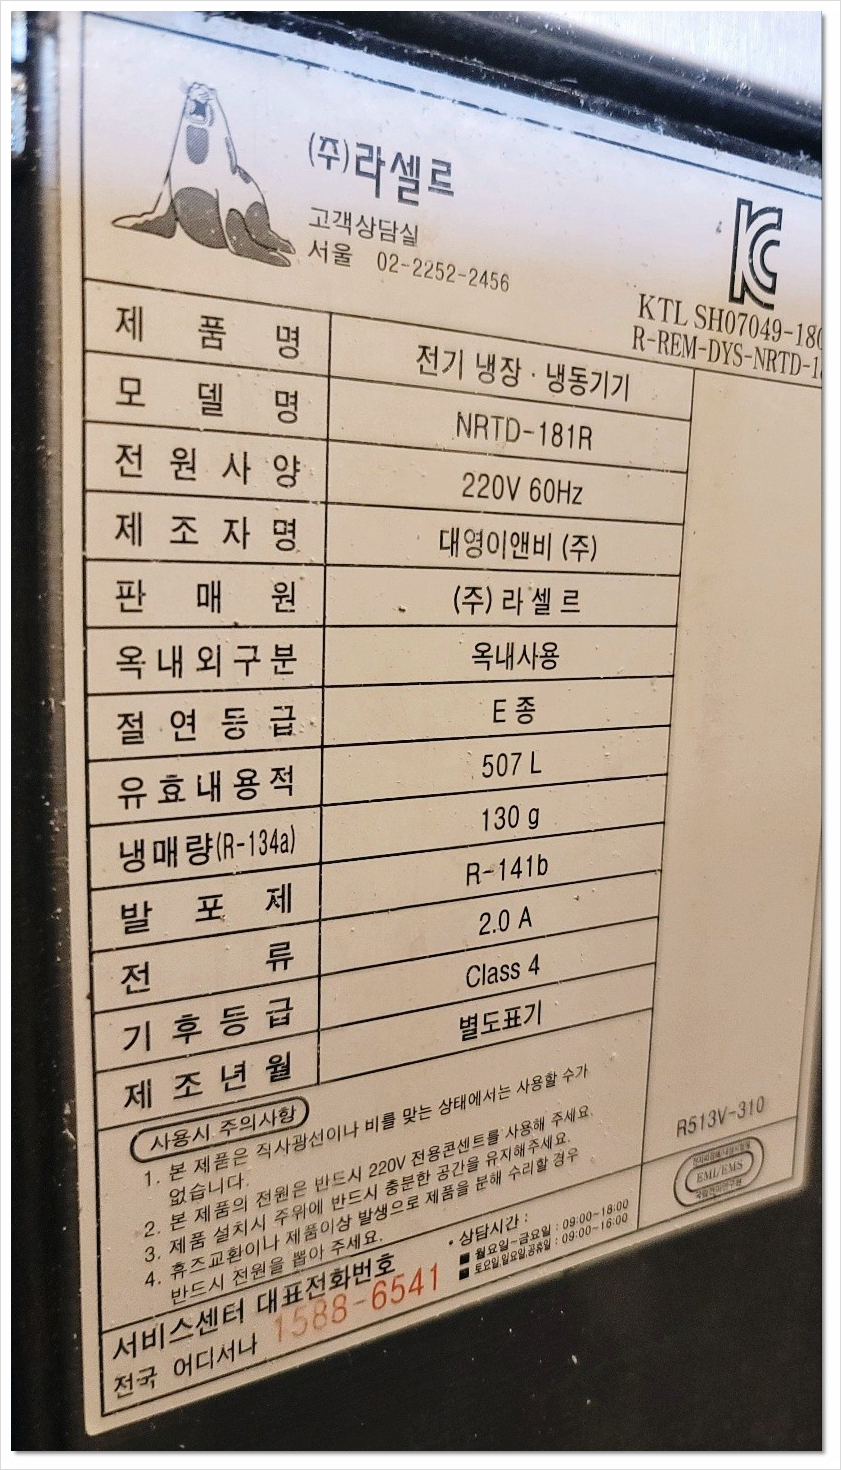 (주)라셀르
고객상담실
서울 02-2252-2456
KC
KTL SH07049-180
R-REM-DYS-NRTD-1
제품명 전기 냉장 · 냉동기기
모델명 NRTD-181R
전원사양 220V 60Hz
제조자명 대영이앤비 (주)
판매원 (주) 라셀르
옥내외구분 옥내사용
절연등급 E 종
유효내용적 507 L
냉매량(R-134a) 130 g
발포제 R-141b
전류 2.0 A
기후등급 Class 4
제조년월 별도표기
사용시 주의사항
1. 본 제품은 직사광선이나 비를 맞는 상태에서는 사용할 수가
없습니다.
2. 본 제품의 전원은 반드시 220V 전용콘센트를 사용해 주세요.
3. 제품 설치시 주위에 반드시 충분한 공간을 유지해주세요.
4. 휴즈교환이나 제품이상 발생으로 제품을 분해 수리할 경우
반드시 전원을 뽑아 주세요.
R513V-310
EMI/EMS
서비스센터 대표전화번호
전국 어디서나 1588-6541
• 상담시간 :
■ 월요일~금요일 : 09:00~18:00
■ 토요일,일요일,공휴일 : 09:00~16:00